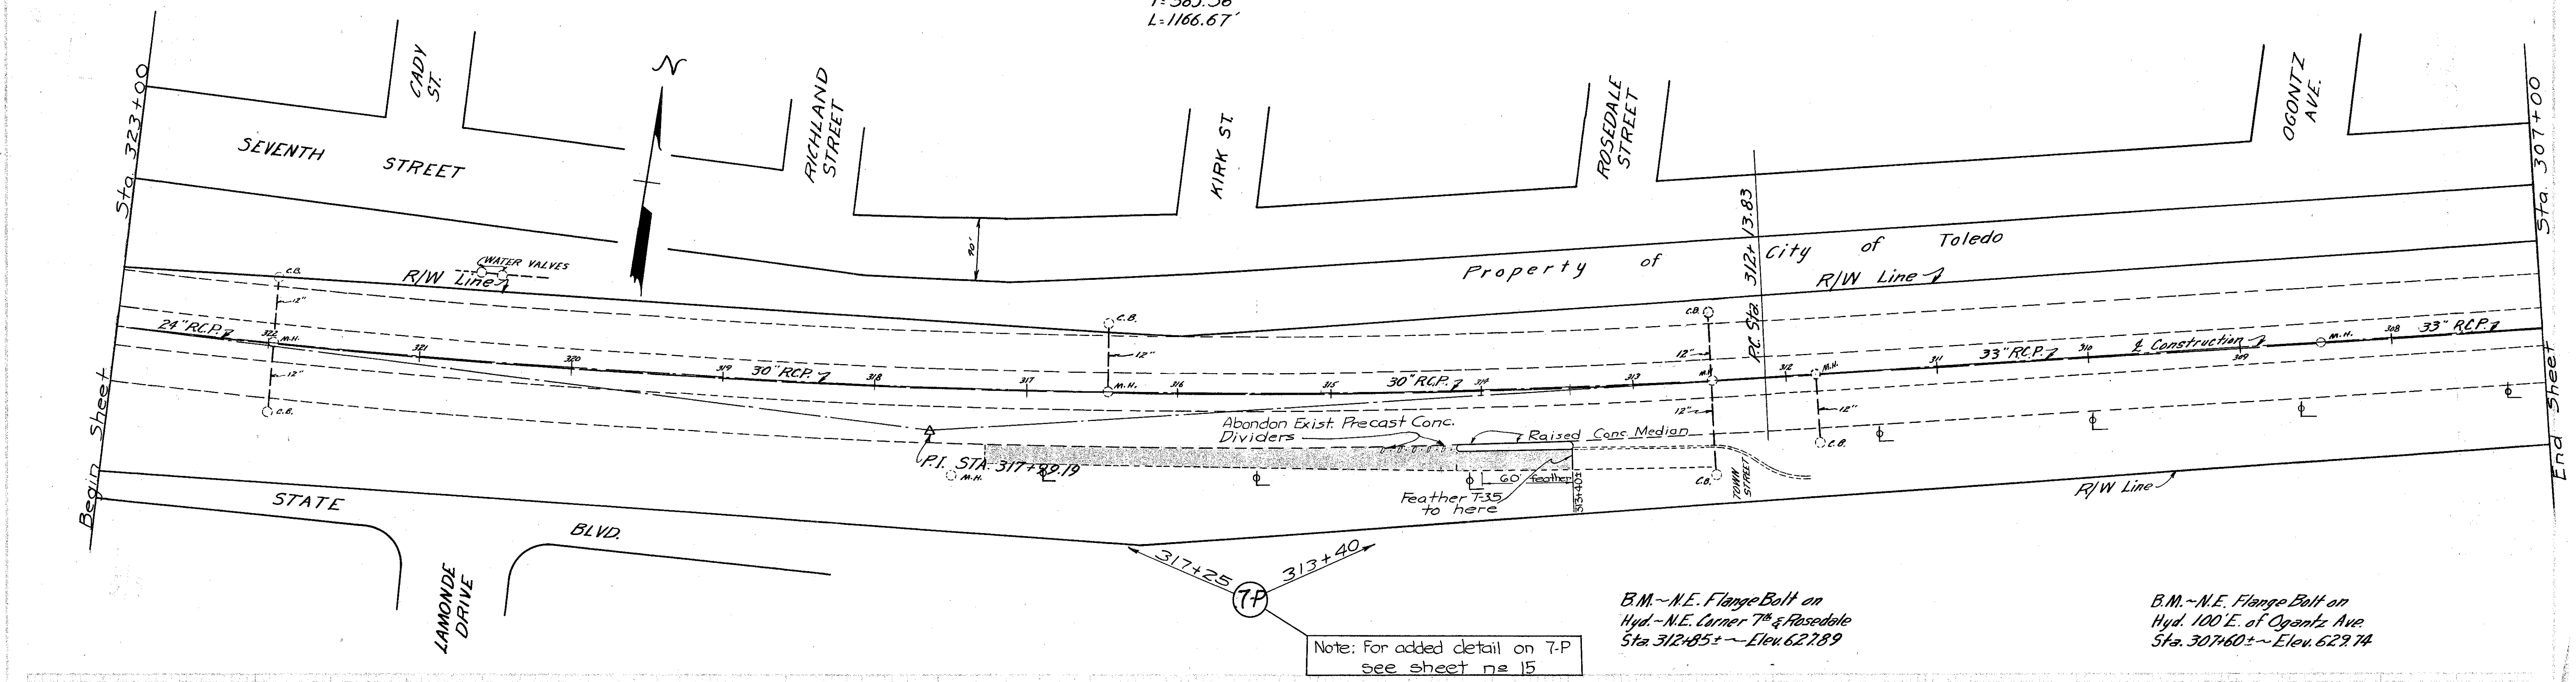 L=1166.67'
N
CADY
ST.
RICHLAND
STREET
KIRK ST.
ROSEDALE
STREET
OGONTZ
AVE.
Sta 323+00
Begin Sheet
Sta. 307+00
End Sheet
SEVENTH STREET
90'
P.C. Sta 312+13.83
Property of City of Toledo
R/W Line
WATER VALVES
R/W Line
C.B.
12"
C.B.
C.B.
24" R.C.P.
322
M.H.
321
320
319
30" R.C.P.
318
317
M.H.
12"
316
315
30" R.C.P.
314
313
12"
M.H.
312
M.H.
311
33" R.C.P.
310
℄ Construction
309
M.H.
308
33" R.C.P.
12"
C.B.
12"
12"
C.B.
Abandon Exist. Precast Conc.
Dividers
Raised Conc. Median
P.I. STA. 317+89.19
M.H.
60' feather
C.B.
TOWN
STREET
Feather T-35
to here
313+40±
R/W Line
STATE BLVD.
LAMONDE
DRIVE
317+25
313+40
7-P
Note: For added detail on 7-P
see sheet no 15
B.M.~N.E. Flange Bolt on
Hyd.~N.E. Corner 7th & Rosedale
Sta. 312+85±~Elev. 627.89
B.M.~N.E. Flange Bolt on
Hyd. 100' E. of Ogantz Ave.
Sta. 307+60±~Elev. 629.74